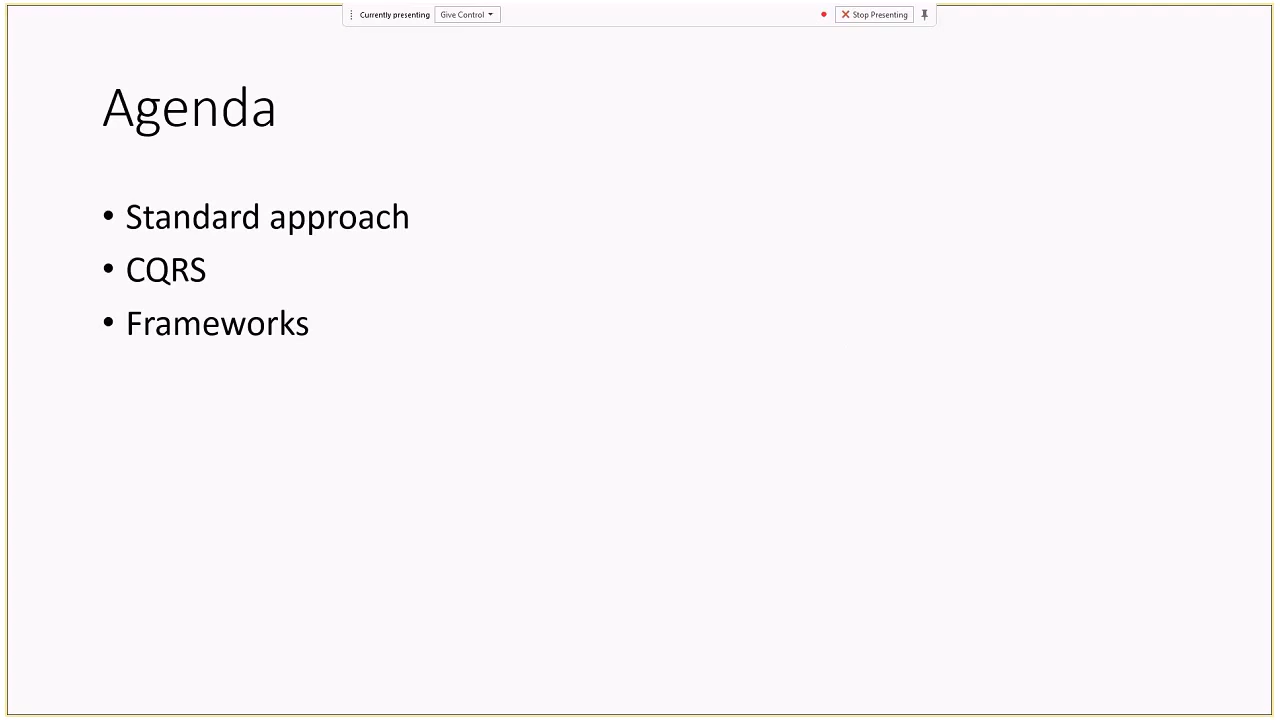 Currently presenting Give Control Stop Presenting
Agenda
• Standard approach
• CQRS
• Frameworks